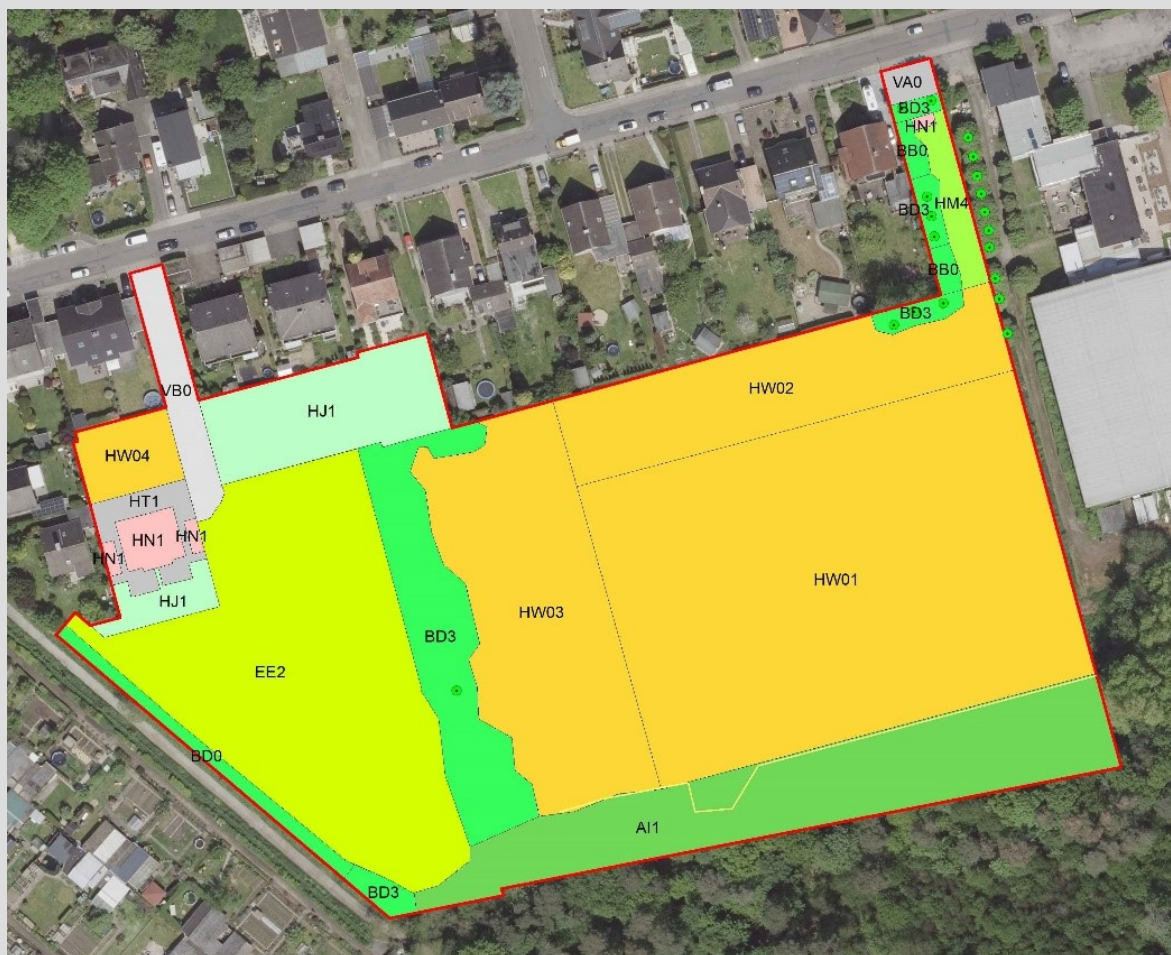 VA0
BD3
HN1
BB0
BD3
HM4
BB0
BD3
VB0
HJ1
HW02
HW04
HT1
HN1
HN1
HN1
HJ1
HW01
HW03
BD3
EE2
BD0
AI1
BD3